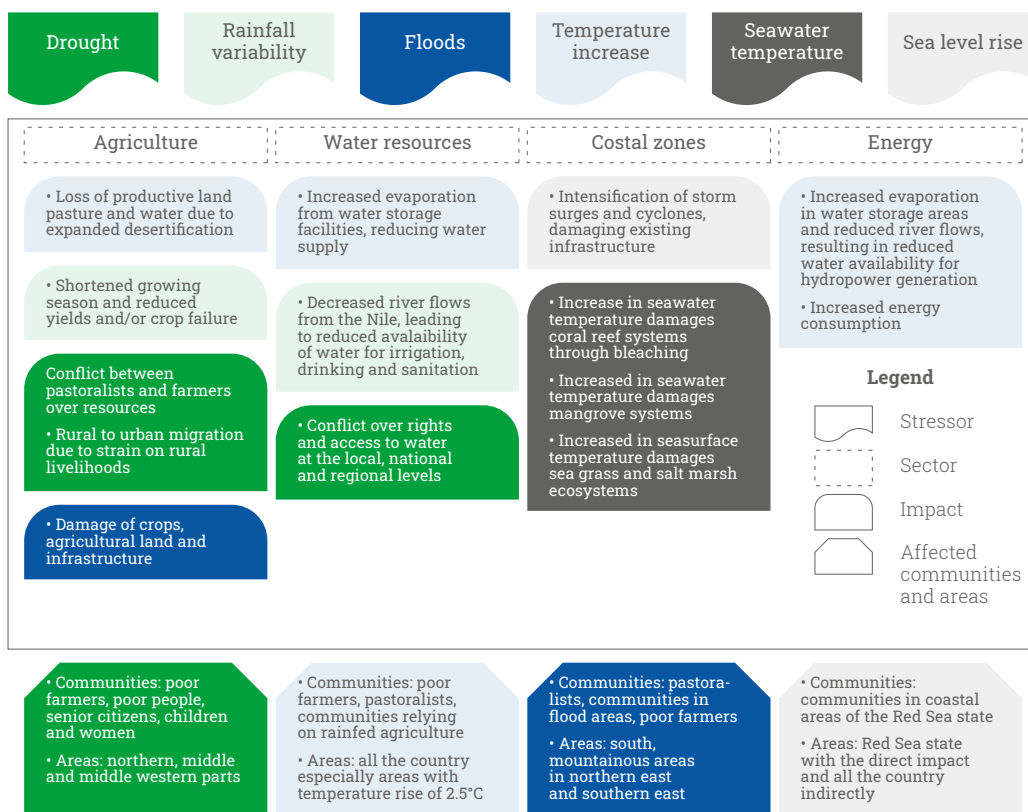 Drought
Rainfall
variability
Floods
Temperature
increase
Seawater
temperature
Sea level rise
Agriculture
Water resources
Costal zones
Energy
• Loss of productive land
pasture and water due to
expanded desertification
• Shortened growing
season and reduced
yields and/or crop failure
Conflict between
pastoralists and farmers
over resources
• Rural to urban migration
due to strain on rural
livelihoods
• Damage of crops,
agricultural land and
infrastructure
• Increased evaporation
from water storage
facilities, reducing water
supply
• Decreased river flows
from the Nile, leading
to reduced avalaibility
of water for irrigation,
drinking and sanitation
• Conflict over rights
and access to water
at the local, national
and regional levels
• Intensification of storm
surges and cyclones,
damaging existing
infrastructure
• Increase in seawater
temperature damages
coral reef systems
through bleaching
• Increased in seawater
temperature damages
mangrove systems
• Increased in seasurface
temperature damages
sea grass and salt marsh
ecosystems
• Increased evaporation
in water storage areas
and reduced river flows,
resulting in reduced
water availability for
hydropower generation
• Increased energy
consumption
Legend
Stressor
Sector
Impact
Affected
communities
and areas
• Communities: poor
farmers, poor people,
senior citizens, children
and women
• Areas: northern, middle
and middle western parts
• Communities: poor
farmers, pastoralists,
communities relying
on rainfed agriculture
• Areas: all the country
especially areas with
temperature rise of 2.5°C
• Communities: pastora-
lists, communities in
flood areas, poor farmers
• Areas: south,
mountainous areas
in northern east
and southern east
• Communities:
communities in coastal
areas of the Red Sea state
• Areas: Red Sea state
with the direct impact
and all the country
indirectly